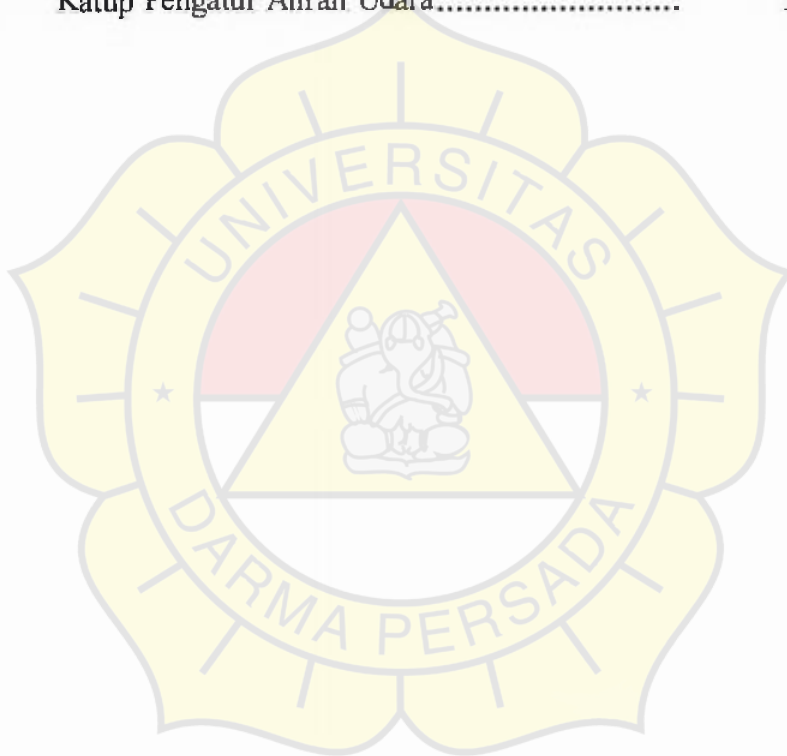 Katup Pengatur Aliran Udara............................
UNIVERSITAS
DARMA PERSADA